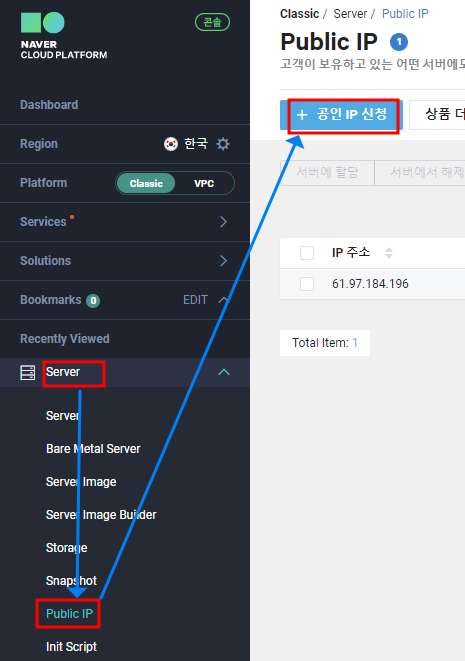 NAVER
CLOUD PLATFORM
콘솔
Dashboard
Region
한국
Platform
Classic
VPC
Services
Solutions
Bookmarks 0
EDIT
Recently Viewed
Server
Server
Bare Metal Server
Server Image
Server Image Builder
Storage
Snapshot
Public IP
Init Script
Classic / Server / Public IP
Public IP 1
고객이 보유하고 있는 어떤 서버에도
+ 공인 IP 신청
상품 더
서버에 할당
서버에서 해제
IP 주소
61.97.184.196
Total Item: 1